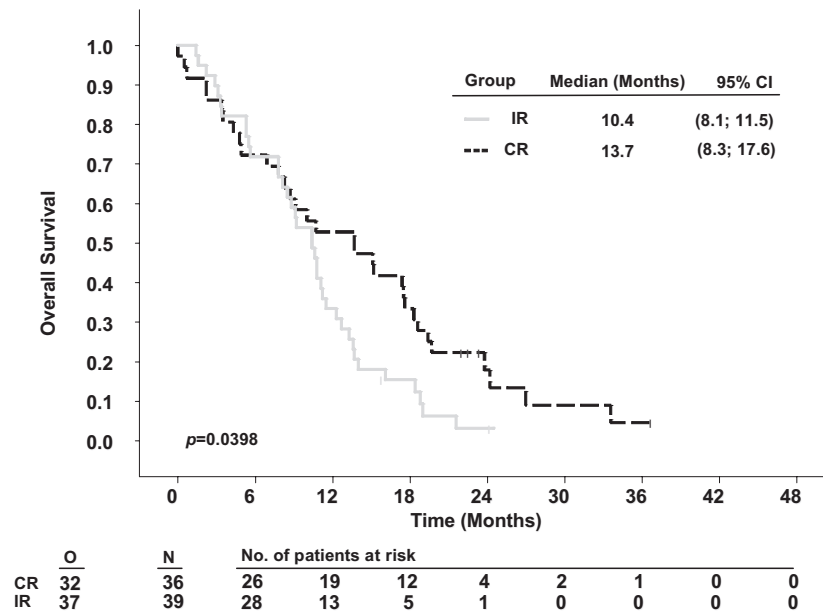 1.0
0.9
0.8
0.7
0.6
0.5
0.4
0.3
0.2
0.1
0.0
Overall Survival
Group Median (Months) 95% CI
IR 10.4 (8.1; 11.5)
CR 13.7 (8.3; 17.6)
p=0.0398
0 6 12 18 24 30 36 42 48
Time (Months)
O N No. of patients at risk
CR 32 36 26 19 12 4 2 1 0 0
IR 37 39 28 13 5 1 0 0 0 0